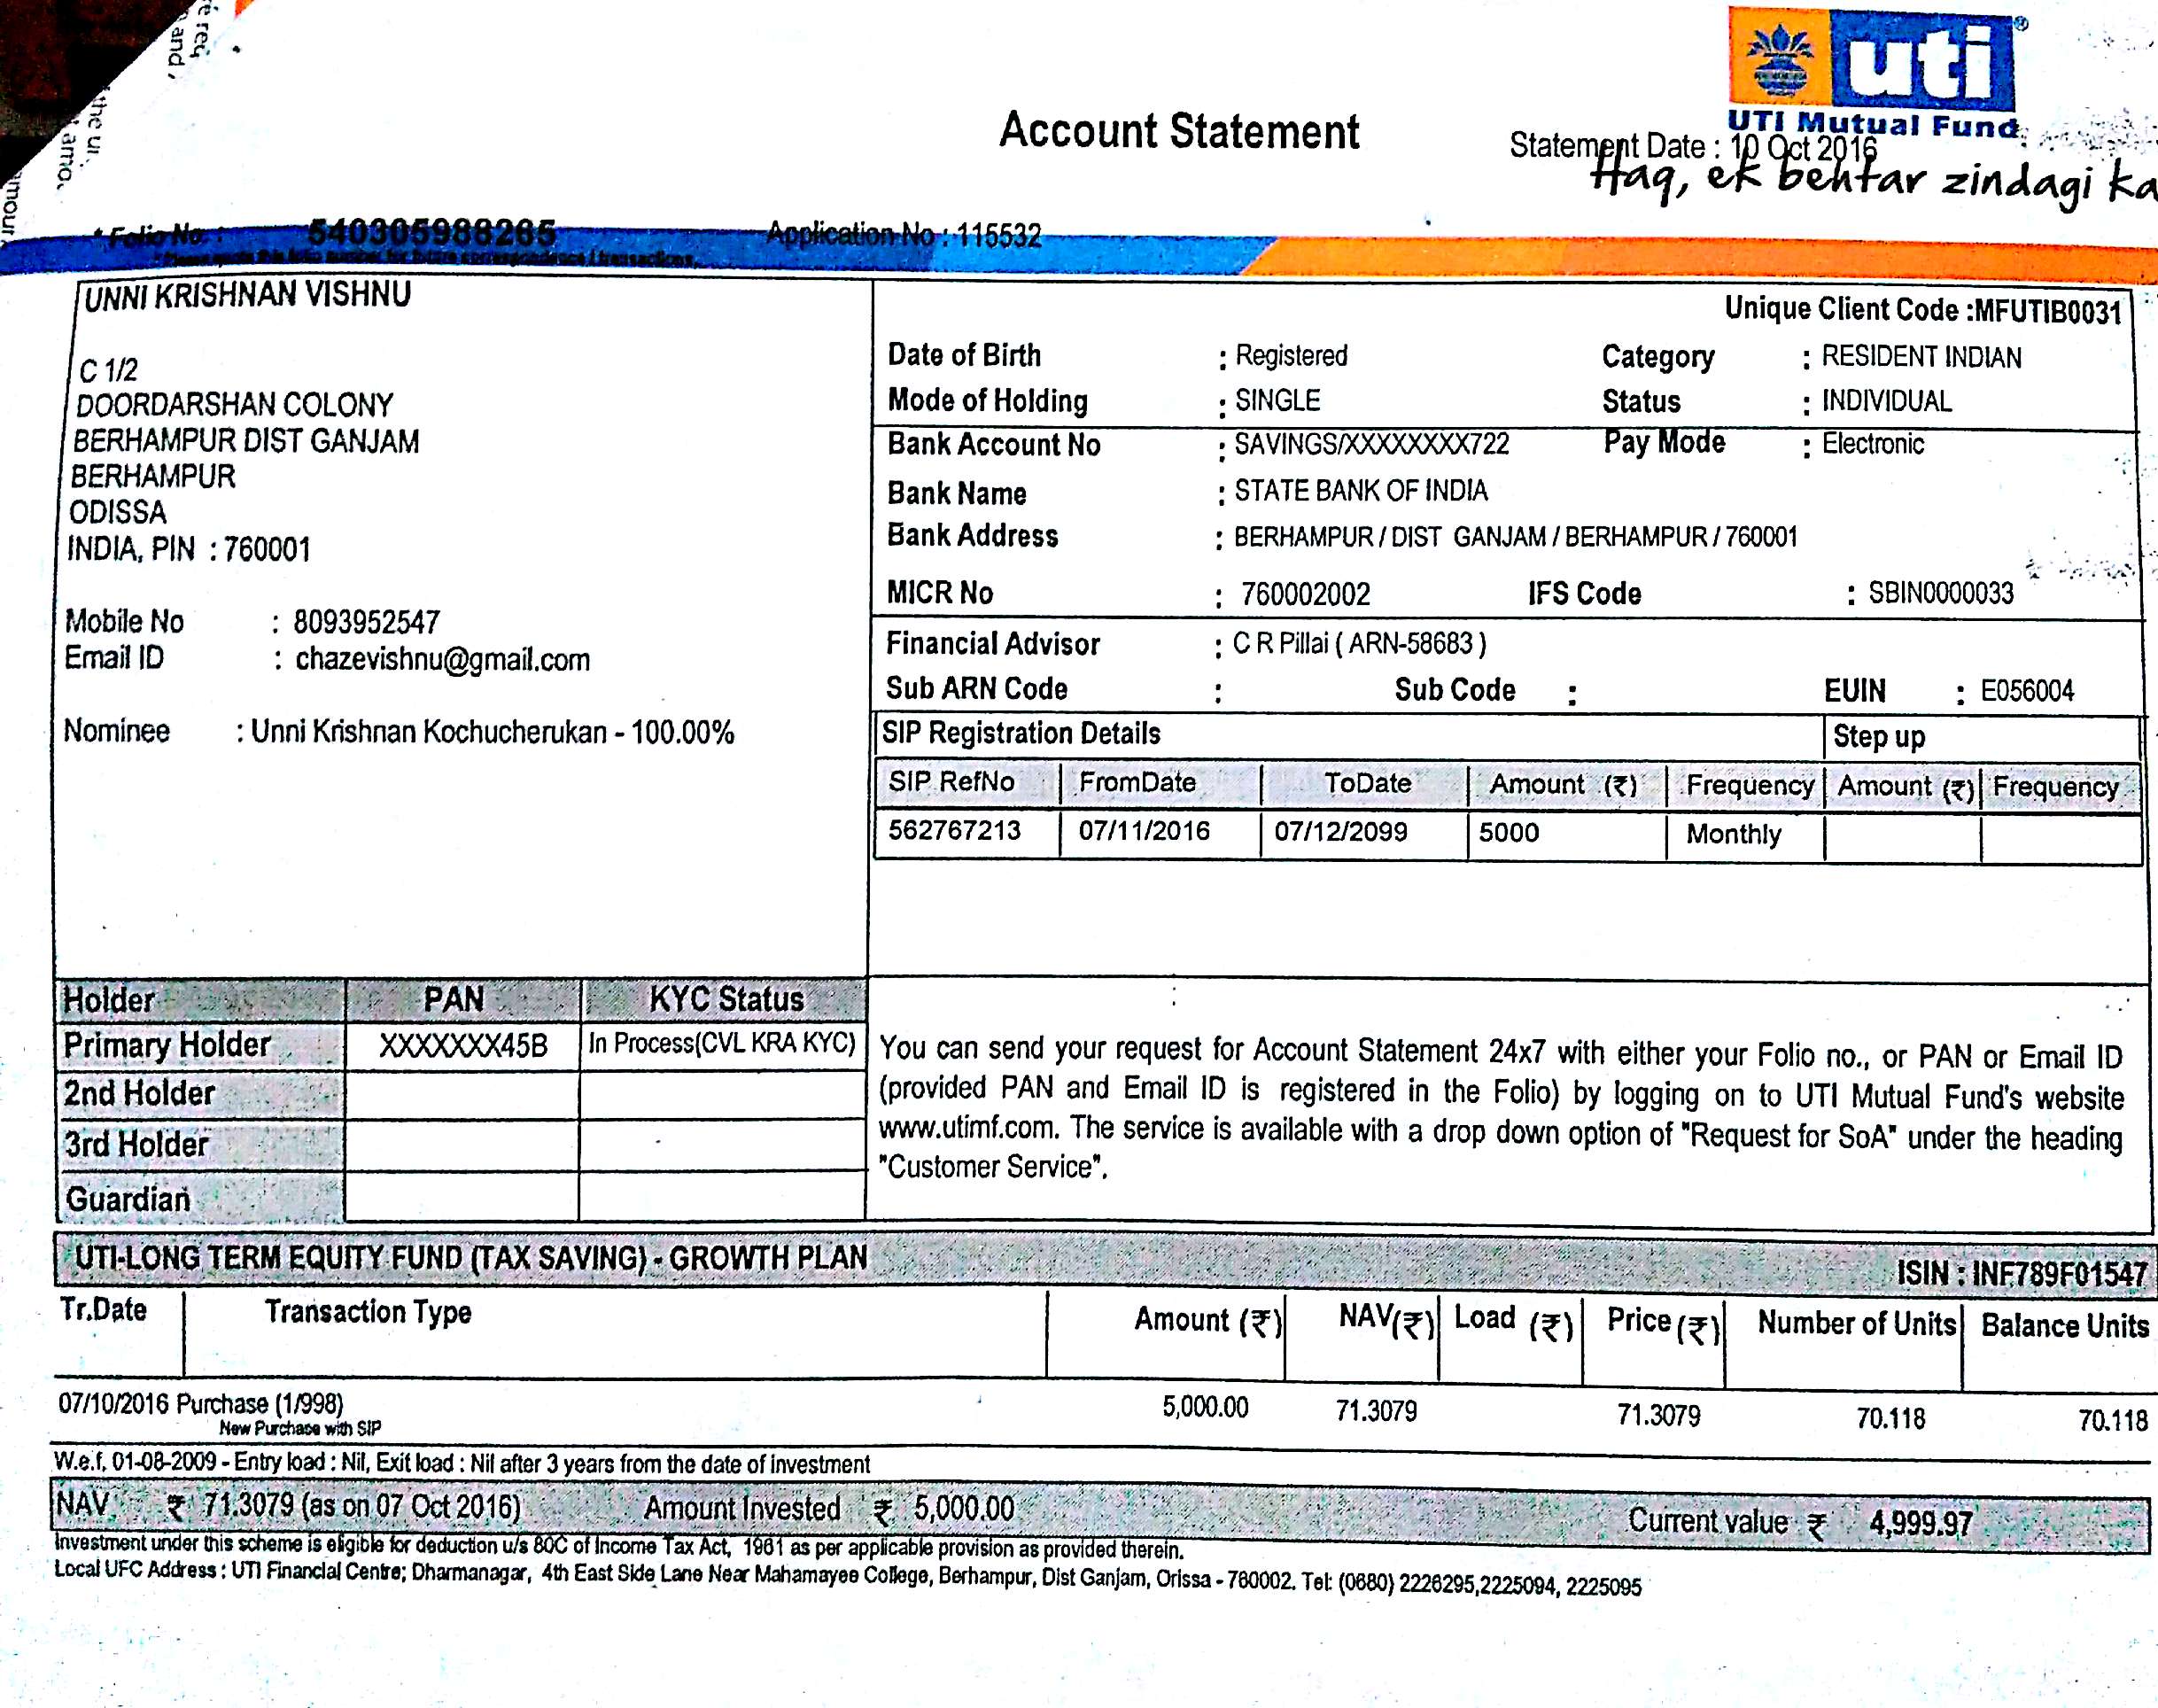 uti
UTI Mutual Fund
Account Statement
Statement Date : 10 Oct 2016
Haq, ek behtar zindagi ka
* Folio No. : 540305988265 Application No : 115532
* Please quote this folio number for future correspondence / transactions.
UNNI KRISHNAN VISHNU
C 1/2
DOORDARSHAN COLONY
BERHAMPUR DIST GANJAM
BERHAMPUR
ODISSA
INDIA, PIN : 760001
Mobile No : 8093952547
Email ID : chazevishnu@gmail.com
Nominee : Unni Krishnan Kochucherukan - 100.00%
Unique Client Code :MFUTIB0031
Date of Birth : Registered Category : RESIDENT INDIAN
Mode of Holding : SINGLE Status : INDIVIDUAL
Bank Account No : SAVINGS/XXXXXXXX722 Pay Mode : Electronic
Bank Name : STATE BANK OF INDIA
Bank Address : BERHAMPUR / DIST GANJAM / BERHAMPUR / 760001
MICR No : 760002002 IFS Code : SBIN0000033
Financial Advisor : C R Pillai ( ARN-58683 )
Sub ARN Code : Sub Code : EUIN : E056004
SIP Registration Details Step up
SIP RefNo FromDate ToDate Amount (₹) Frequency Amount (₹) Frequency
562767213 07/11/2016 07/12/2099 5000 Monthly
Holder PAN KYC Status
Primary Holder XXXXXXX45B In Process(CVL KRA KYC)
2nd Holder
3rd Holder
Guardian
You can send your request for Account Statement 24x7 with either your Folio no., or PAN or Email ID
(provided PAN and Email ID is registered in the Folio) by logging on to UTI Mutual Fund's website
www.utimf.com. The service is available with a drop down option of "Request for SoA" under the heading
"Customer Service".
UTI-LONG TERM EQUITY FUND (TAX SAVING) - GROWTH PLAN ISIN : INF789F01547
Tr.Date Transaction Type Amount (₹) NAV(₹) Load (₹) Price(₹) Number of Units Balance Units
07/10/2016 Purchase (1/998) 5,000.00 71.3079 71.3079 70.118 70.118
New Purchase with SIP
W.e.f. 01-08-2009 - Entry load : Nil, Exit load : Nil after 3 years from the date of investment
NAV ₹ 71.3079 (as on 07 Oct 2016) Amount Invested ₹ 5,000.00 Current value ₹ 4,999.97
Investment under this scheme is eligible for deduction u/s 80C of Income Tax Act, 1961 as per applicable provision as provided therein.
Local UFC Address : UTI Financial Centre; Dharmanagar, 4th East Side Lane Near Mahamayee College, Berhampur, Dist Ganjam, Orissa - 760002. Tel: (0680) 2226295,2225094, 2225095